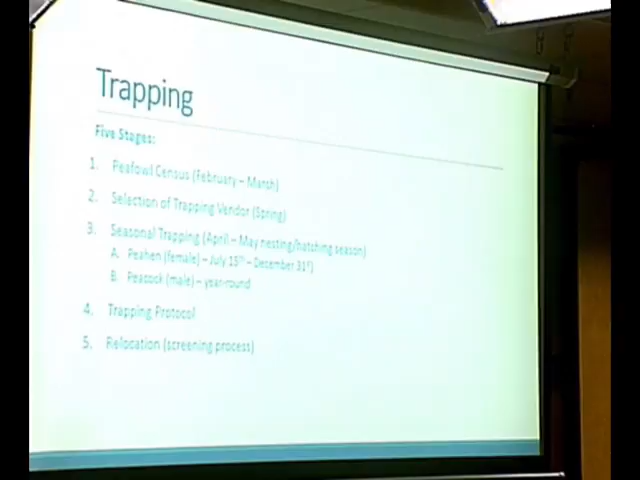 Trapping
Five Stages:
1. Peafowl Census (February – March)
2. Selection of Trapping Vendor (Spring)
3. Seasonal Trapping (April – May nesting/hatching season)
A. Peahen (female) – July 15th – December 31st)
B. Peacock (male) – year-round
4. Trapping Protocol
5. Relocation (screening process)